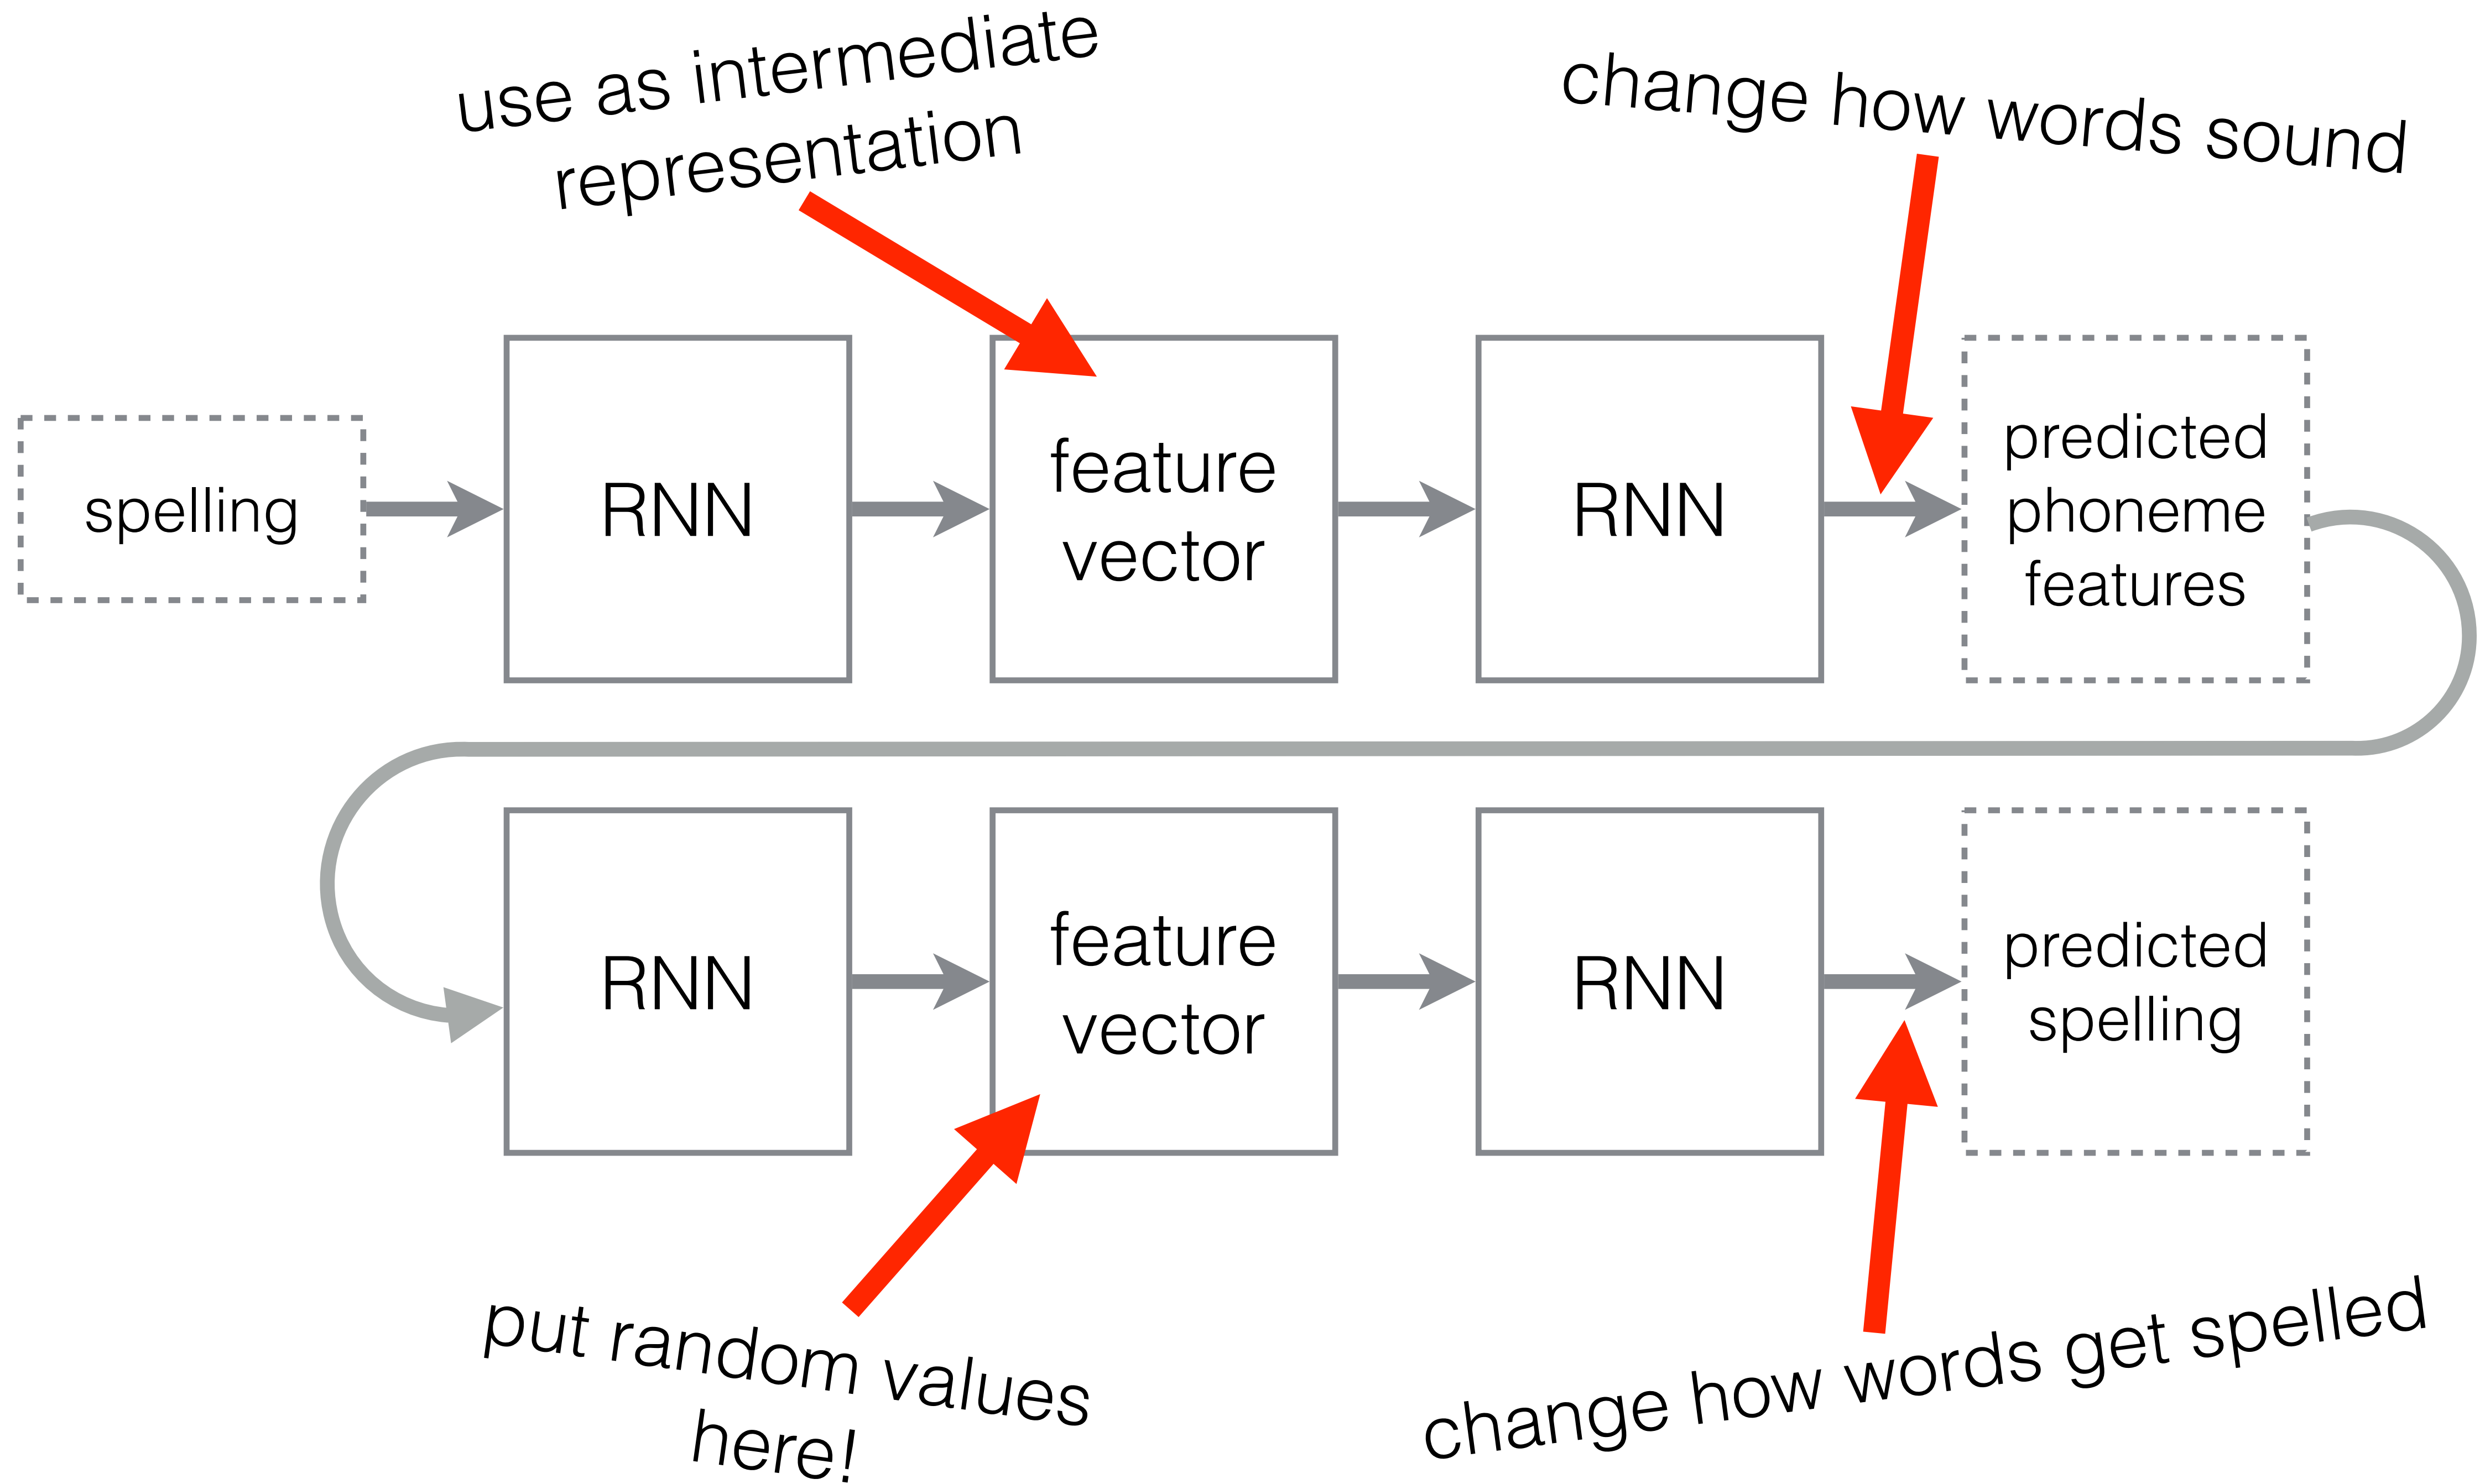 use as intermediate
representation
change how words sound
spelling
RNN
feature
vector
RNN
predicted
phoneme
features
RNN
feature
vector
RNN
predicted
spelling
put random values
here!
change how words get spelled